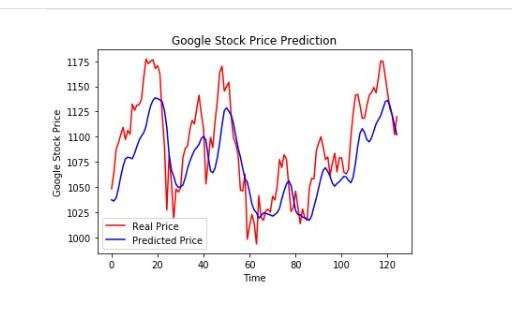 Google Stock Price Prediction
1175
1150
1125
1100
1075
1050
1025
1000
Google Stock Price
Real Price
Predicted Price
0 20 40 60 80 100 120
Time